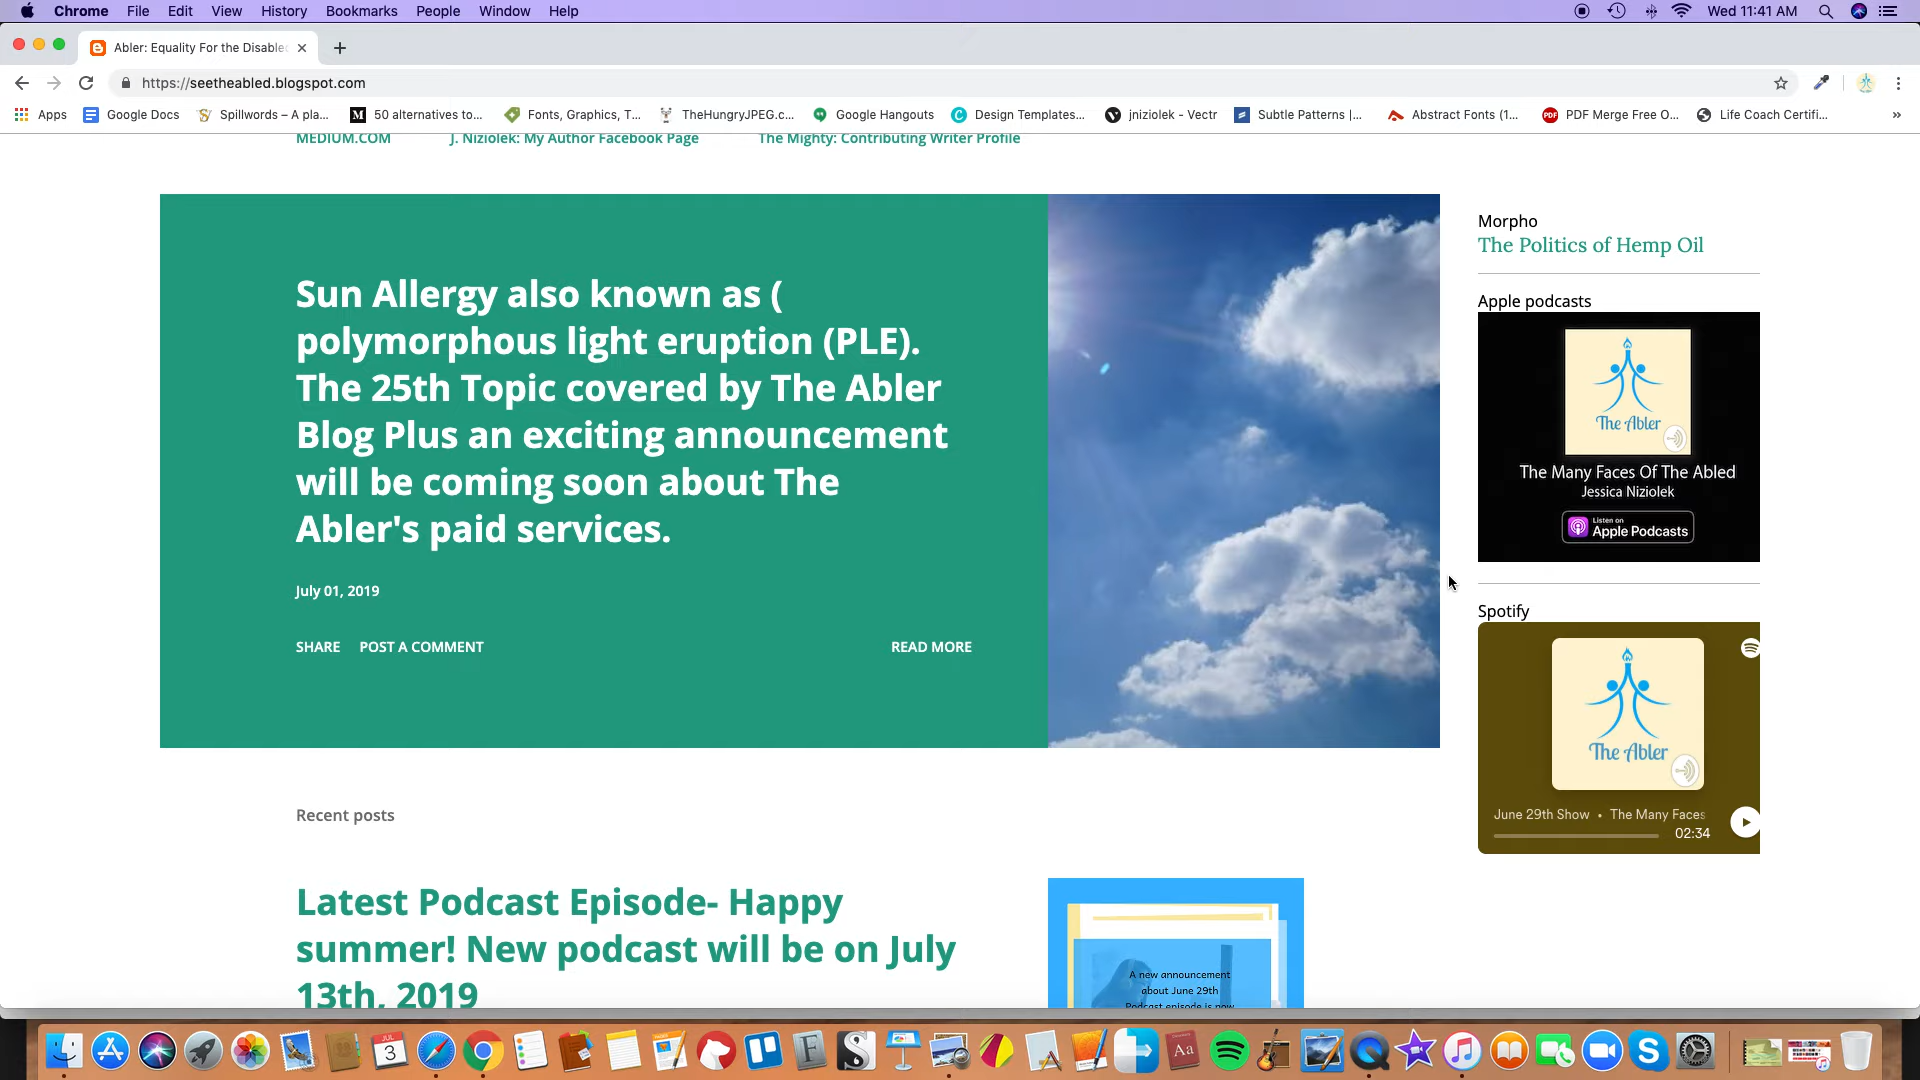 Chrome File Edit View History Bookmarks People Window Help Wed 11:41 AM
Abler: Equality For the Disable
https://seetheabled.blogspot.com
Apps Google Docs Spillwords – A pla... 50 alternatives to... Fonts, Graphics, T... TheHungryJPEG.c... Google Hangouts Design Templates... jniziolek - Vectr Subtle Patterns |... Abstract Fonts (1... PDF Merge Free O... Life Coach Certifi... »
MEDIUM.COM J. Niziolek: My Author Facebook Page The Mighty: Contributing Writer Profile
Sun Allergy also known as (
polymorphous light eruption (PLE).
The 25th Topic covered by The Abler
Blog Plus an exciting announcement
will be coming soon about The
Abler's paid services.
July 01, 2019
SHARE POST A COMMENT READ MORE
Morpho
The Politics of Hemp Oil
Apple podcasts
The Abler
The Many Faces Of The Abled
Jessica Niziolek
Listen on
Apple Podcasts
Spotify
The Abler
June 29th Show • The Many Faces
02:34
Recent posts
Latest Podcast Episode- Happy
summer! New podcast will be on July
13th, 2019
A new announcement
about June 29th
Podcast episode is now
JUL
3